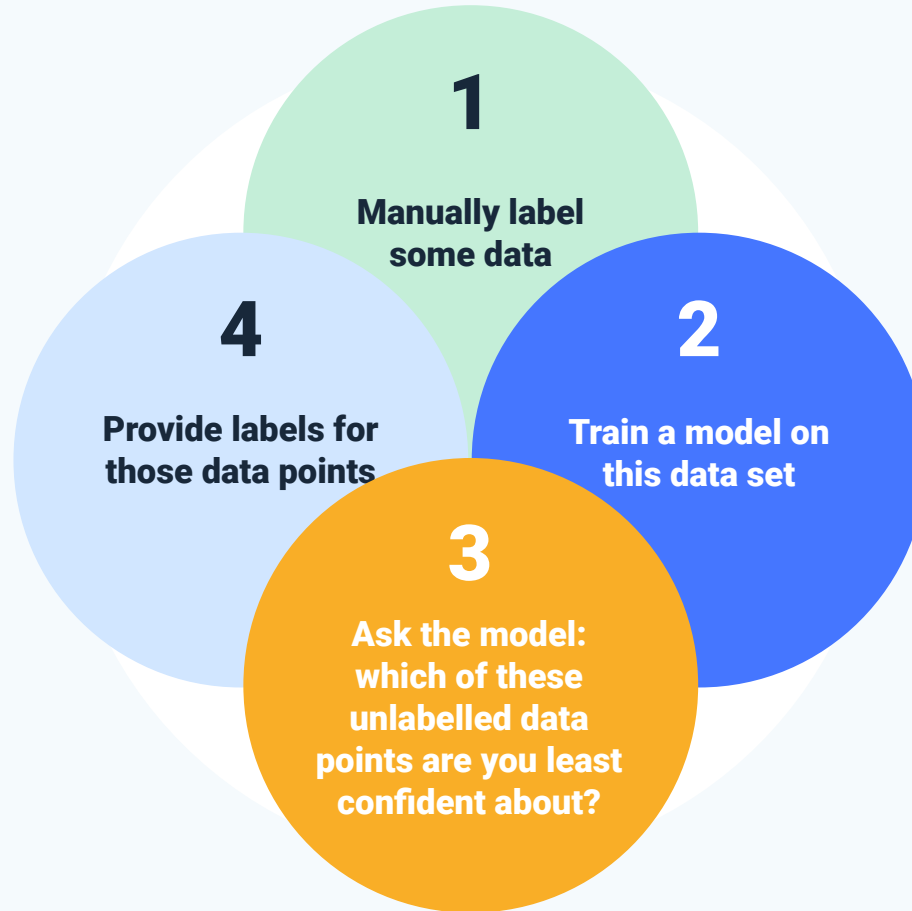 1
Manually label
some data
2
Train a model on
this data set
3
Ask the model:
which of these
unlabelled data
points are you least
confident about?
4
Provide labels for
those data points